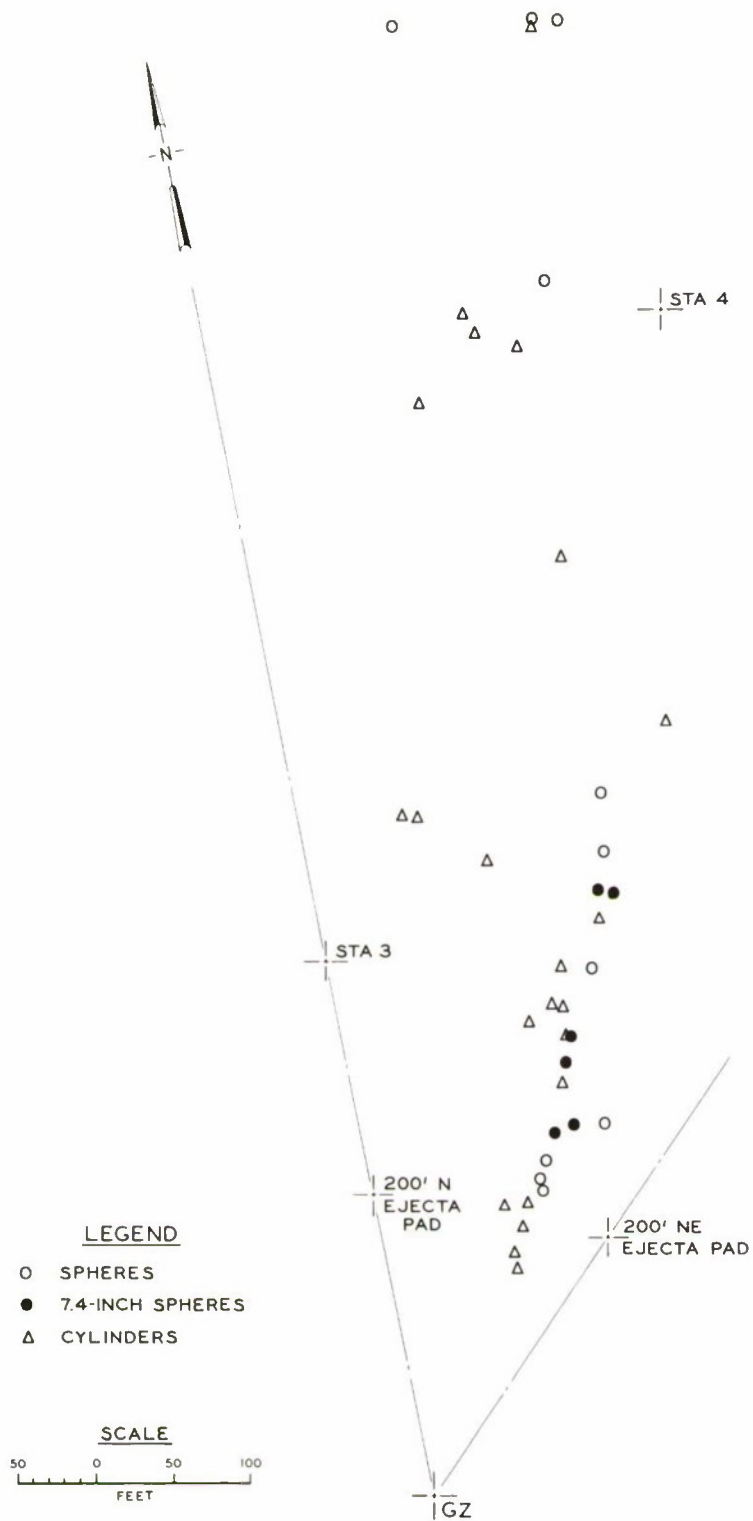 N
STA 4
STA 3
200' N
EJECTA
PAD
200' NE
EJECTA PAD
LEGEND
SPHERES
7.4-INCH SPHERES
CYLINDERS
SCALE
50 0 50 100
FEET
GZ